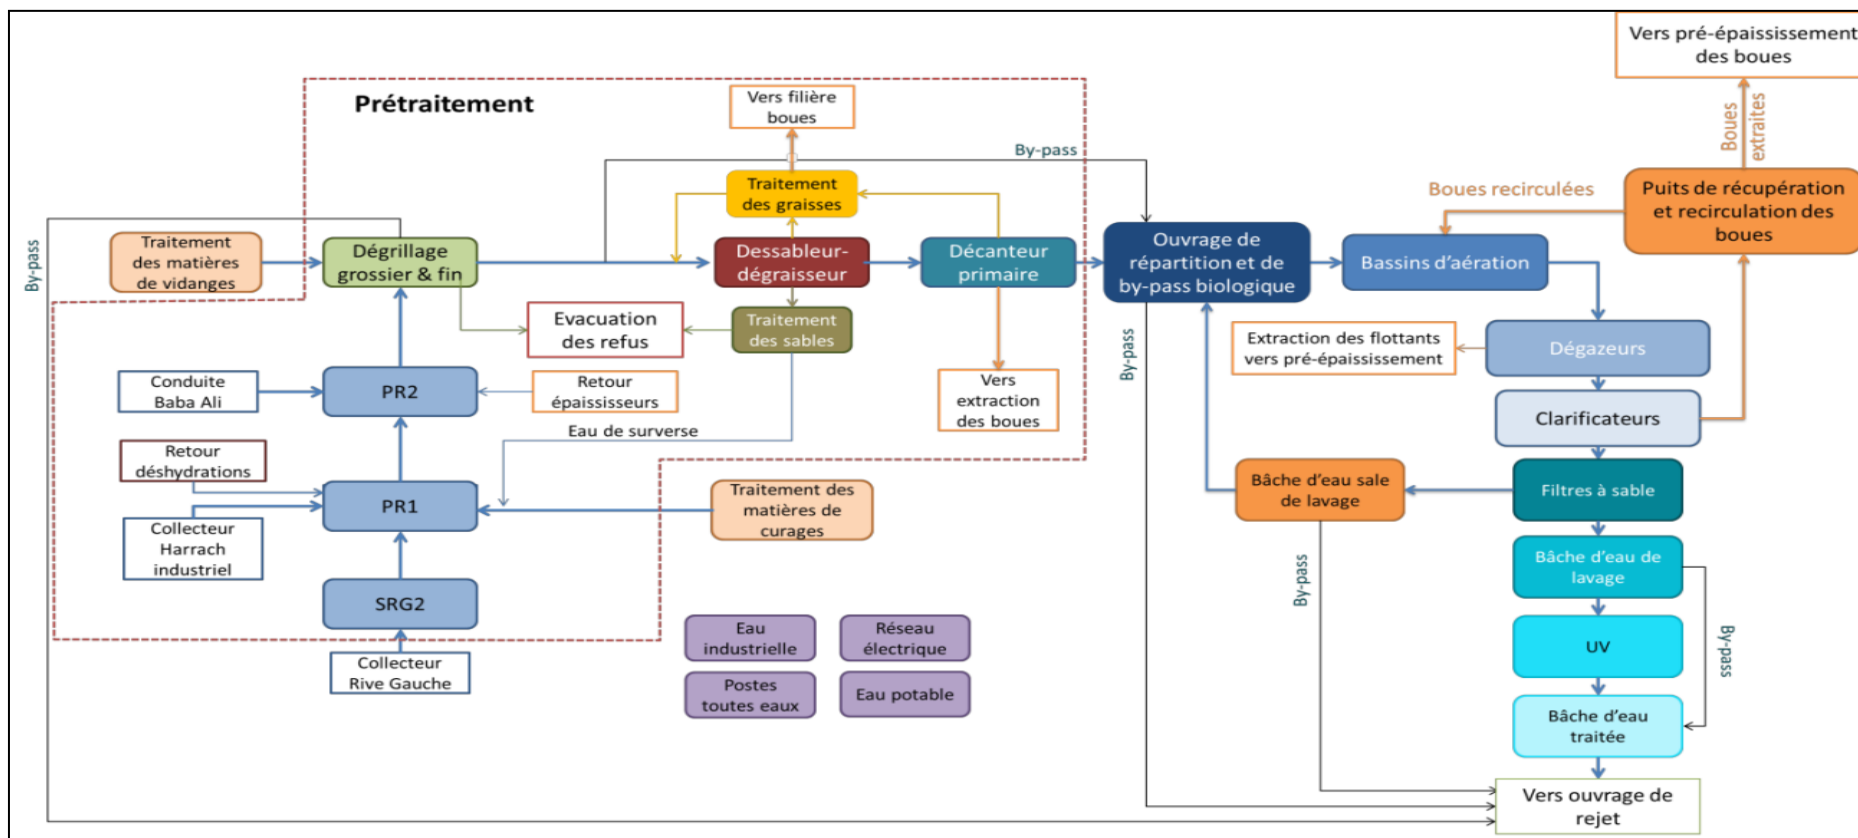 Vers pré-épaississement
des boues
Prétraitement
Vers filière
boues
By-pass
Boues
extraites
Traitement
des graisses
Boues recirculées
Puits de récupération
et recirculation des
boues
By-pass
Traitement
des matières
de vidanges
Dégrillage
grossier & fin
Dessableur-
dégraisseur
Décanteur
primaire
Ouvrage de
répartition et de
by-pass biologique
Bassins d'aération
Evacuation
des refus
Traitement
des sables
By-pass
Extraction des flottants
vers pré-épaississement
Dégazeurs
Conduite
Baba Ali
PR2
Retour
épaississeurs
Vers
extraction
des boues
Clarificateurs
Eau de surverse
Retour
déshydrations
PR1
Traitement des
matières de
curages
Bâche d'eau sale
de lavage
Filtres à sable
Collecteur
Harrach
industriel
By-pass
Bâche d'eau de
lavage
SRG2
Eau
industrielle
Réseau
électrique
UV
By-pass
Collecteur
Rive Gauche
Postes
toutes eaux
Eau potable
Bâche d'eau
traitée
Vers ouvrage de
rejet